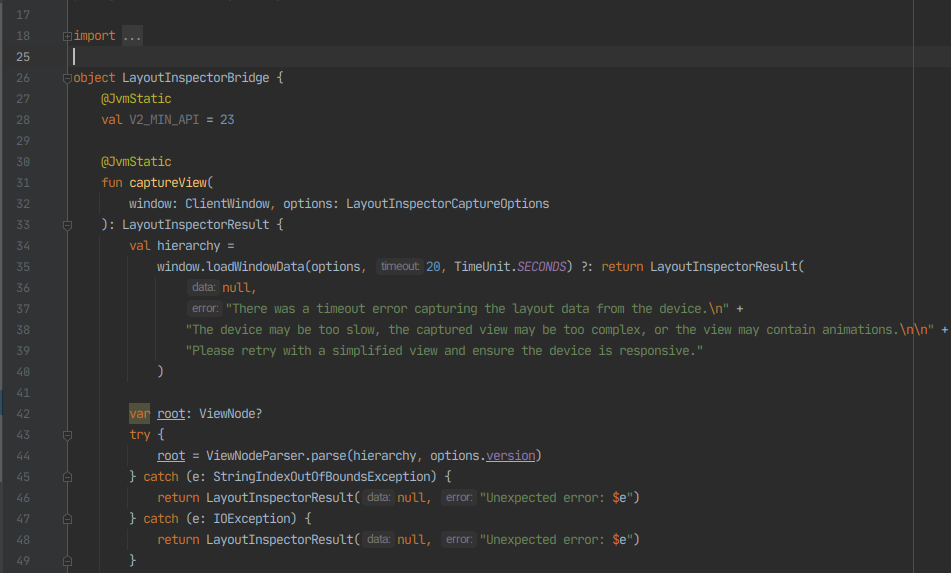 17
18 import ...
25
26 object LayoutInspectorBridge {
27 @JvmStatic
28 val V2_MIN_API = 23
29
30 @JvmStatic
31 fun captureView(
32 window: ClientWindow, options: LayoutInspectorCaptureOptions
33 ): LayoutInspectorResult {
34 val hierarchy =
35 window.loadWindowData(options, timeout: 20, TimeUnit.SECONDS) ?: return LayoutInspectorResult(
36 data: null,
37 error: "There was a timeout error capturing the layout data from the device.\n" +
38 "The device may be too slow, the captured view may be too complex, or the view may contain animations.\n\n" +
39 "Please retry with a simplified view and ensure the device is responsive."
40 )
41
42 var root: ViewNode?
43 try {
44 root = ViewNodeParser.parse(hierarchy, options.version)
45 } catch (e: StringIndexOutOfBoundsException) {
46 return LayoutInspectorResult( data: null, error: "Unexpected error: $e")
47 } catch (e: IOException) {
48 return LayoutInspectorResult( data: null, error: "Unexpected error: $e")
49 }